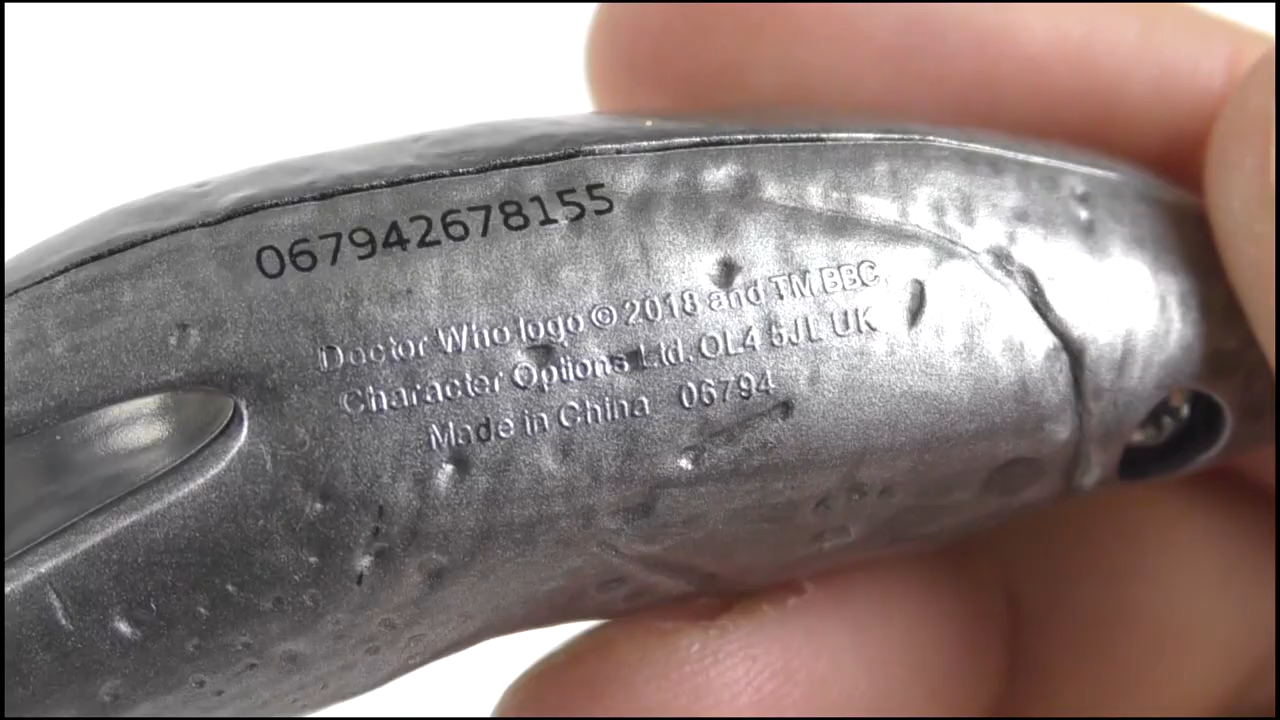 067942678155
Doctor Who logo © 2018 and TM BBC
Character Options Ltd. OL4 5JL UK
Made in China 06794